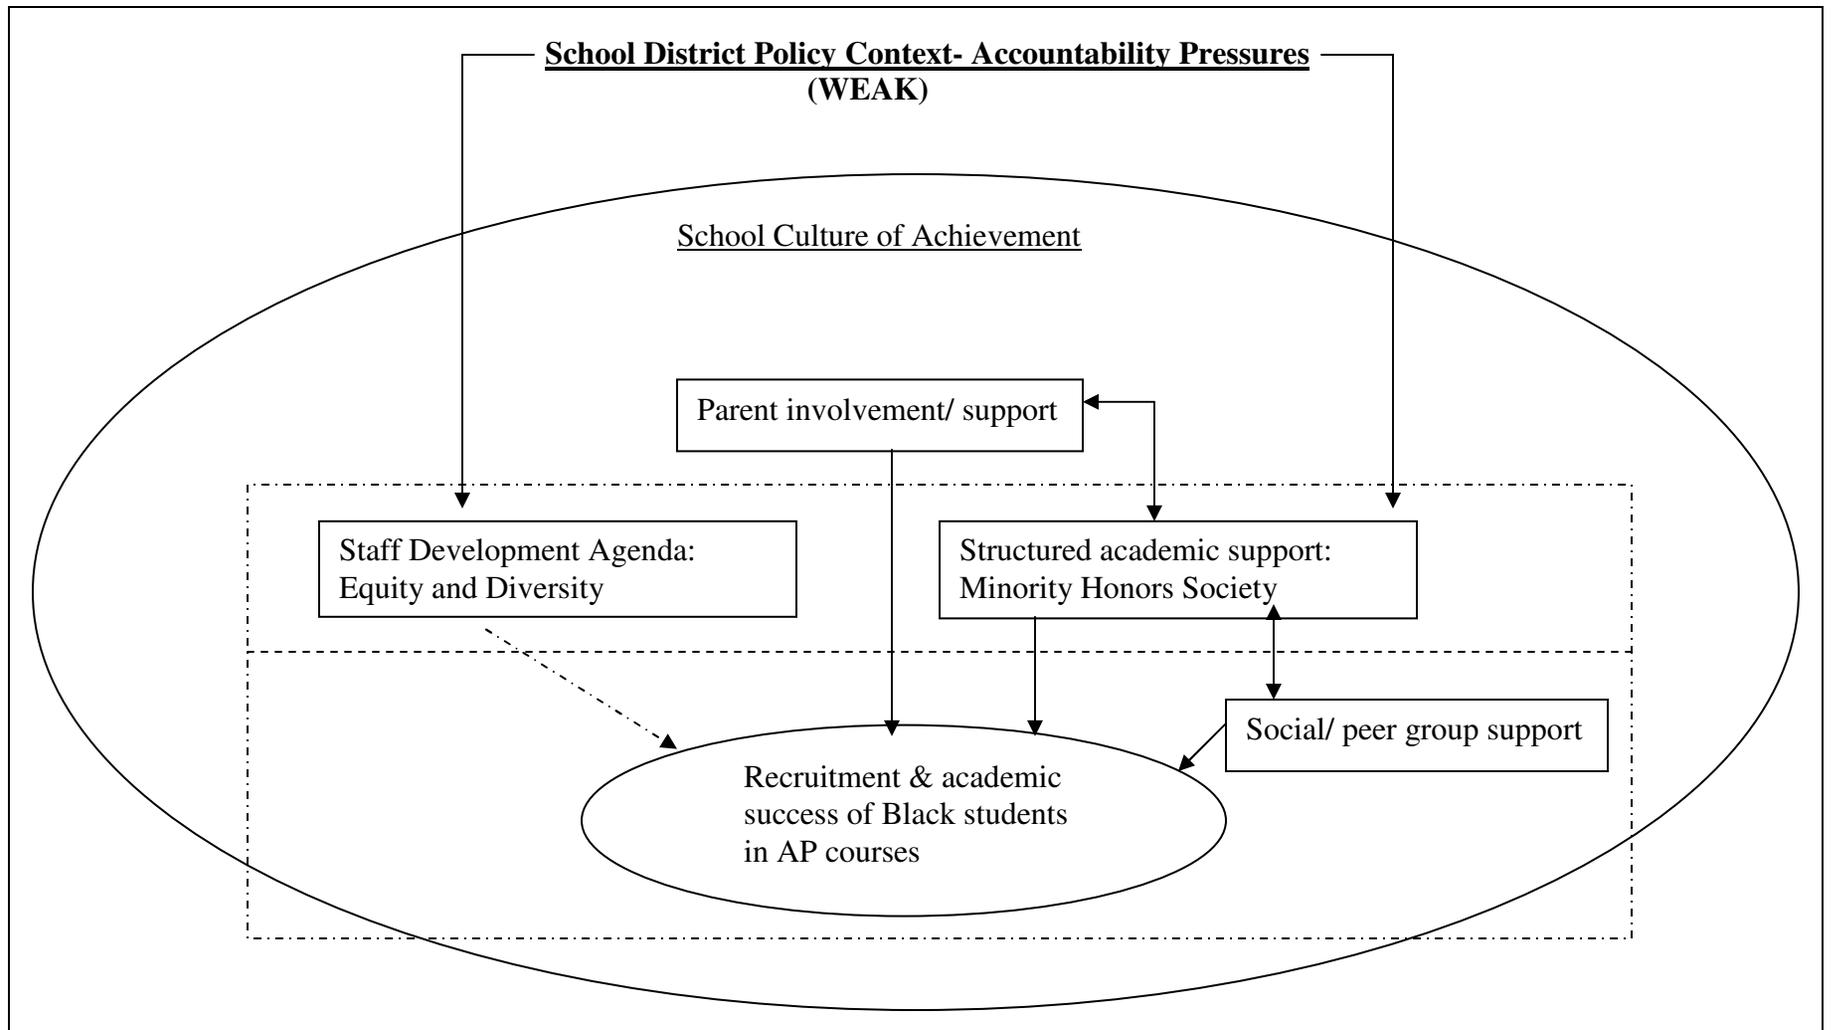 School District Policy Context- Accountability Pressures
(WEAK)
School Culture of Achievement
Parent involvement/ support
Staff Development Agenda:
Equity and Diversity
Structured academic support:
Minority Honors Society
Social/ peer group support
Recruitment & academic
success of Black students
in AP courses